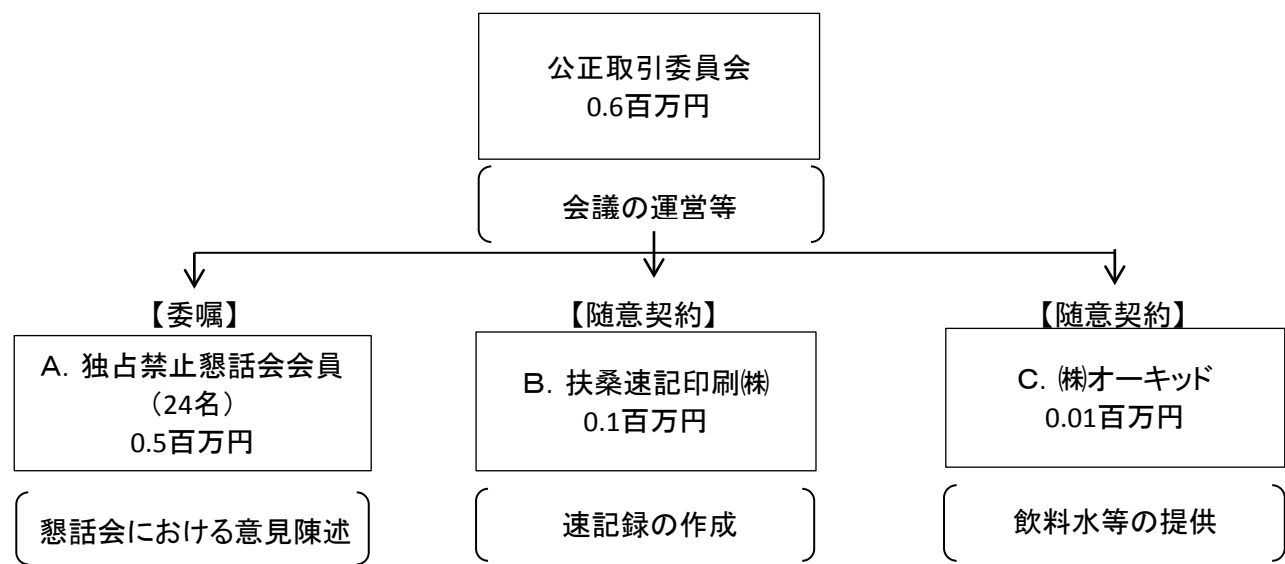 公正取引委員会
0.6百万円
会議の運営等
【委嘱】
A．独占禁止懇話会会員
（24名）
0.5百万円
懇話会における意見陳述
【随意契約】
B．扶桑速記印刷㈱
0.1百万円
速記録の作成
【随意契約】
C．㈱オーキッド
0.01百万円
飲料水等の提供